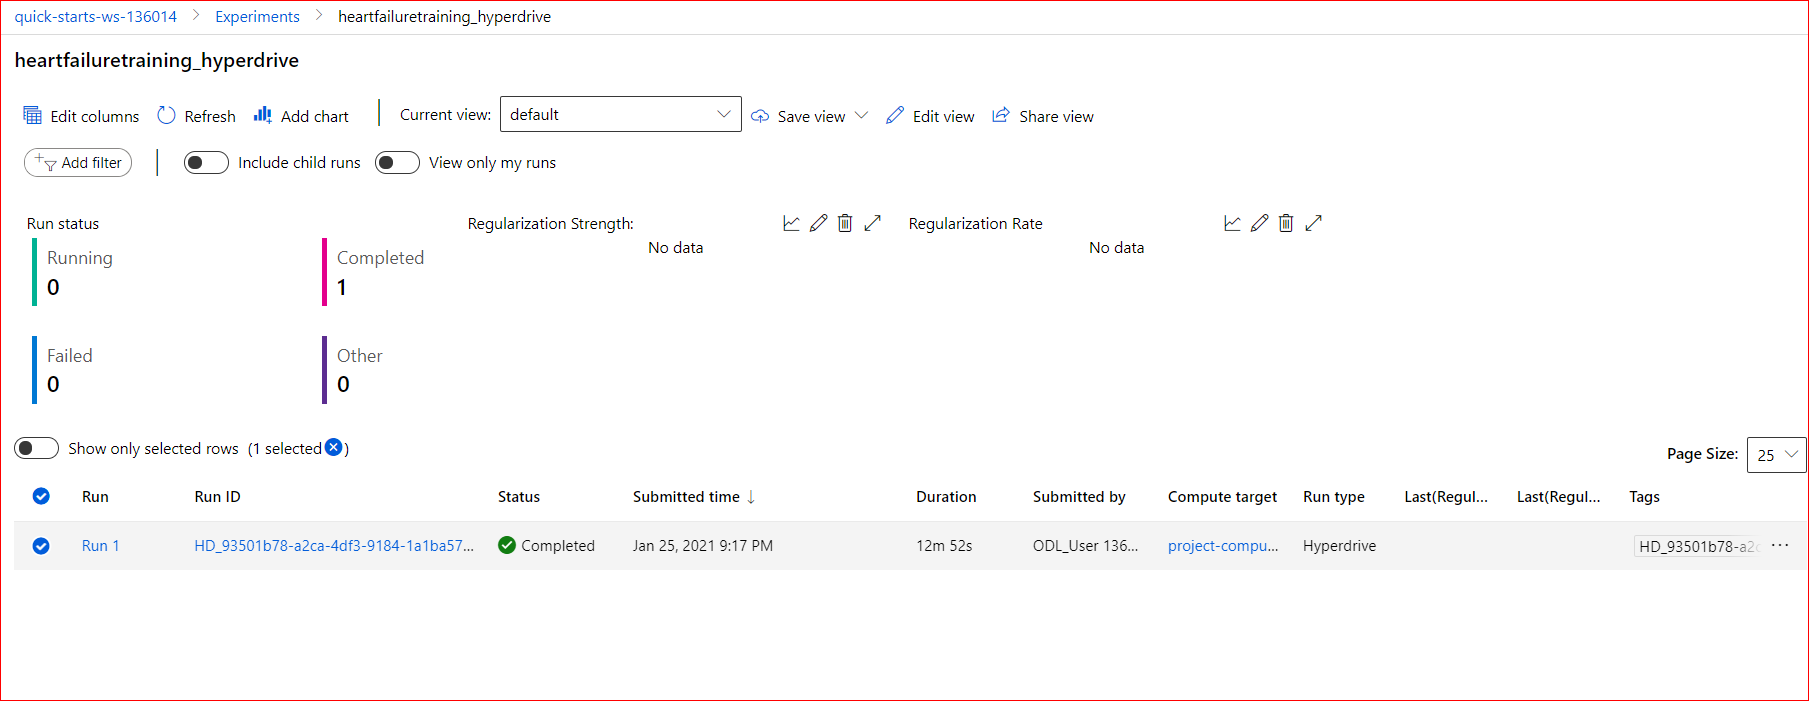 quick-starts-ws-136014 > Experiments > heartfailuretraining_hyperdrive
heartfailuretraining_hyperdrive
Edit columns Refresh Add chart Current view: default Save view Edit view Share view
Add filter Include child runs View only my runs
Run status Regularization Strength: Regularization Rate
No data No data
Running Completed
0 1
Failed Other
0 0
Show only selected rows (1 selected )
Page Size: 25
Run Run ID Status Submitted time ↓ Duration Submitted by Compute target Run type Last(Regul... Last(Regul... Tags
Run 1 HD_93501b78-a2ca-4df3-9184-1a1ba57... Completed Jan 25, 2021 9:17 PM 12m 52s ODL_User 136... project-compu... Hyperdrive HD_93501b78-a2c ...